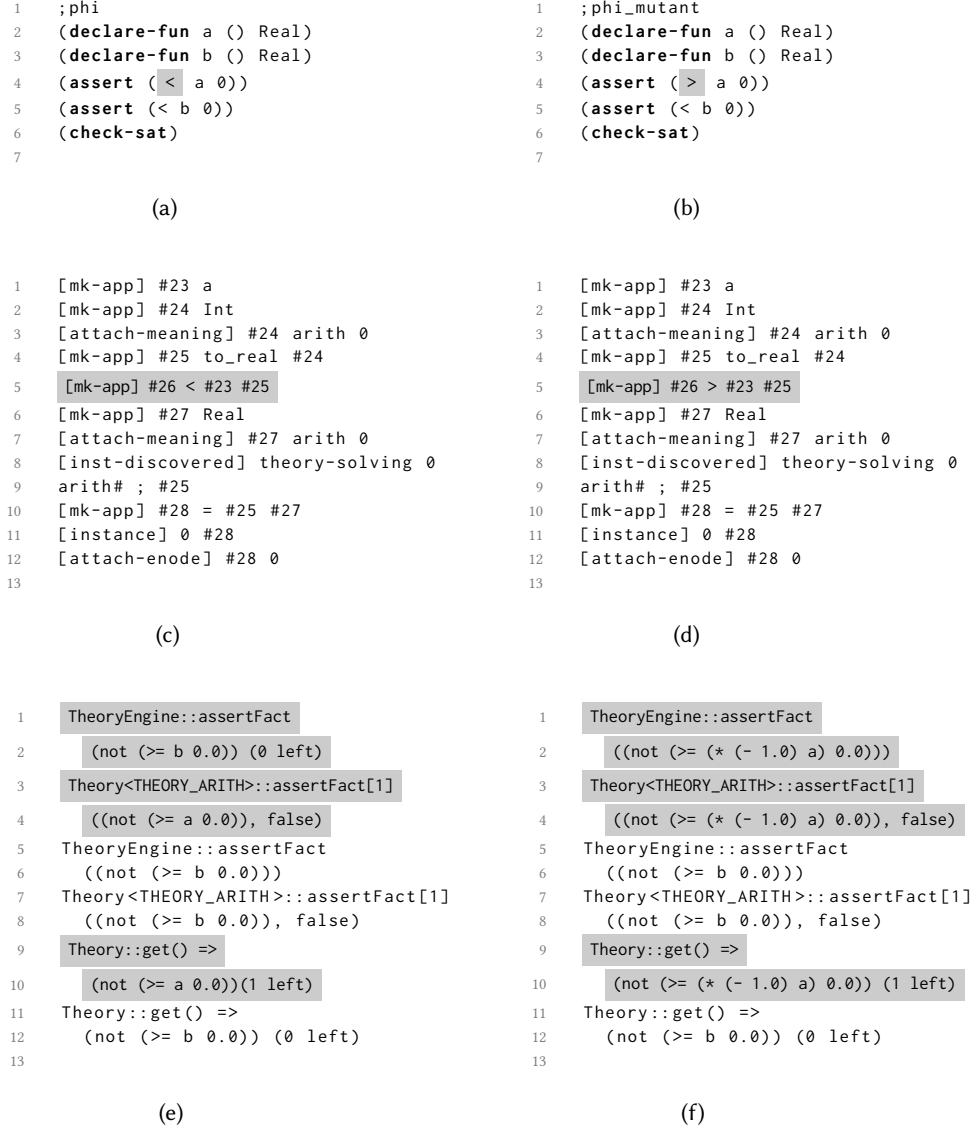 1 ;phi
2 (declare-fun a () Real)
3 (declare-fun b () Real)
4 (assert ( < a 0))
5 (assert (< b 0))
6 (check-sat)
7
(a)
1 ;phi_mutant
2 (declare-fun a () Real)
3 (declare-fun b () Real)
4 (assert ( > a 0))
5 (assert (< b 0))
6 (check-sat)
7
(b)
1 [mk-app] #23 a
2 [mk-app] #24 Int
3 [attach-meaning] #24 arith 0
4 [mk-app] #25 to_real #24
5 [mk-app] #26 < #23 #25
6 [mk-app] #27 Real
7 [attach-meaning] #27 arith 0
8 [inst-discovered] theory-solving 0
9 arith# ; #25
10 [mk-app] #28 = #25 #27
11 [instance] 0 #28
12 [attach-enode] #28 0
13
(c)
1 [mk-app] #23 a
2 [mk-app] #24 Int
3 [attach-meaning] #24 arith 0
4 [mk-app] #25 to_real #24
5 [mk-app] #26 > #23 #25
6 [mk-app] #27 Real
7 [attach-meaning] #27 arith 0
8 [inst-discovered] theory-solving 0
9 arith# ; #25
10 [mk-app] #28 = #25 #27
11 [instance] 0 #28
12 [attach-enode] #28 0
13
(d)
1 TheoryEngine::assertFact
2 (not (>= b 0.0)) (0 left)
3 Theory<THEORY_ARITH>::assertFact[1]
4 ((not (>= a 0.0)), false)
5 TheoryEngine::assertFact
6 ((not (>= b 0.0)))
7 Theory<THEORY_ARITH>::assertFact[1]
8 ((not (>= b 0.0)), false)
9 Theory::get() =>
10 (not (>= a 0.0))(1 left)
11 Theory::get() =>
12 (not (>= b 0.0)) (0 left)
13
(e)
1 TheoryEngine::assertFact
2 ((not (>= (* (- 1.0) a) 0.0)))
3 Theory<THEORY_ARITH>::assertFact[1]
4 ((not (>= (* (- 1.0) a) 0.0)), false)
5 TheoryEngine::assertFact
6 ((not (>= b 0.0)))
7 Theory<THEORY_ARITH>::assertFact[1]
8 ((not (>= b 0.0)), false)
9 Theory::get() =>
10 (not (>= (* (- 1.0) a) 0.0)) (1 left)
11 Theory::get() =>
12 (not (>= b 0.0)) (0 left)
13
(f)